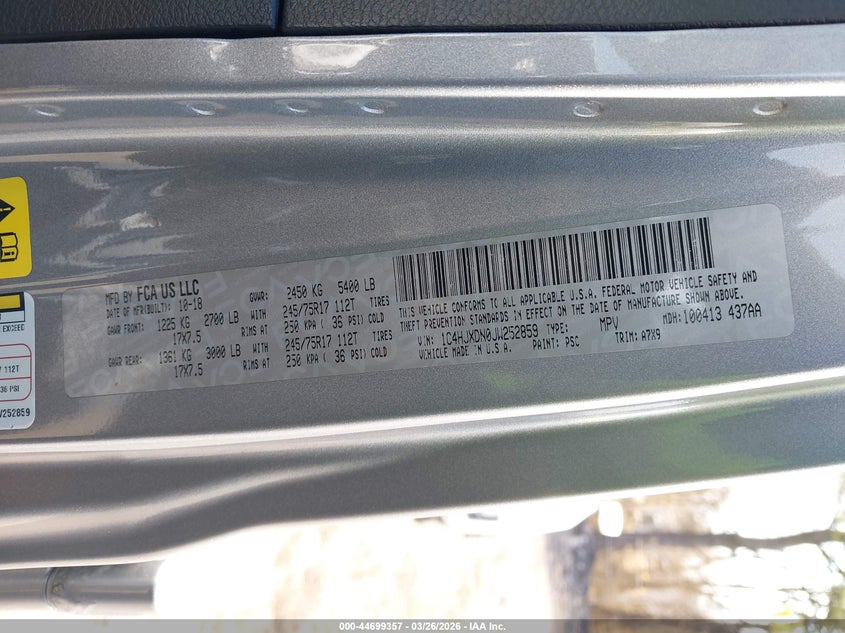 MFD BY FCA US LLC
DATE OF MFR(BUILT): 10-18 GVWR: 2450 KG 5400 LB
GAWR FRONT: 1225 KG 2700 LB WITH 245/75R17 112T TIRES
17X7.5 RIMS AT 250 KPA ( 36 PSI) COLD
GAWR REAR: 1361 KG 3000 LB WITH 245/75R17 112T TIRES
17X7.5 RIMS AT 250 KPA ( 36 PSI) COLD
THIS VEHICLE CONFORMS TO ALL APPLICABLE U.S.A. FEDERAL MOTOR VEHICLE SAFETY AND
THEFT PREVENTION STANDARDS IN EFFECT ON THE DATE OF MANUFACTURE SHOWN ABOVE.
V.IN: 1C4HJXDN0JW252859 TYPE: MPV MDH:100413 437AA
VEHICLE MADE IN U.S.A. PAINT: PSC TRIM: A7X9
EXCEED
112T
36 PSI
252859
000-44699357 - 03/26/2026 - IAA Inc.